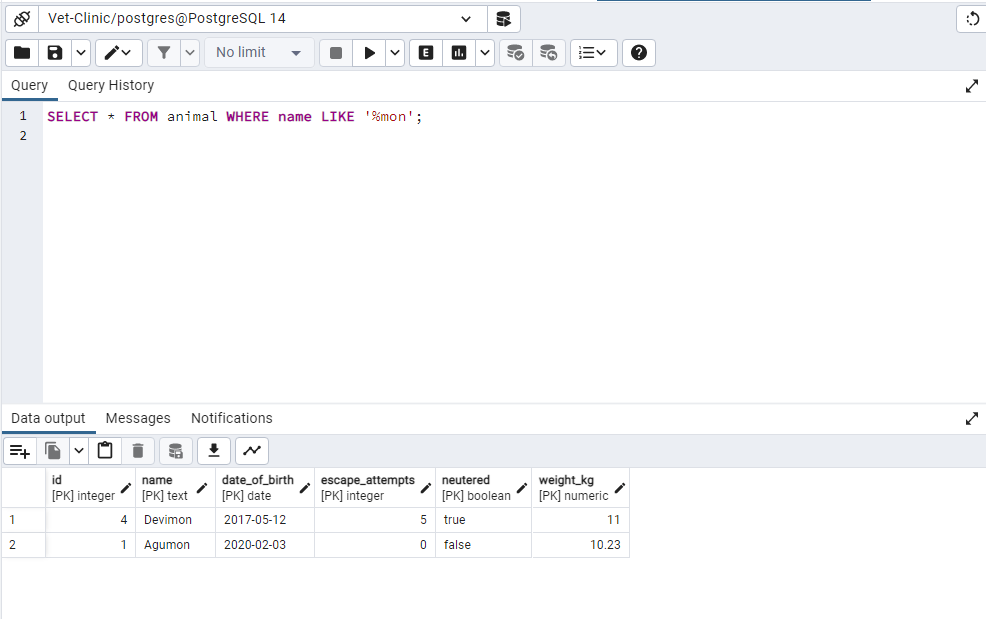 Vet-Clinic/postgres@PostgreSQL 14
No limit
E
Query Query History
1 SELECT * FROM animal WHERE name LIKE '%mon';
2
Data output Messages Notifications
id name date_of_birth escape_attempts neutered weight_kg
[PK] integer [PK] text [PK] date [PK] integer [PK] boolean [PK] numeric
1 4 Devimon 2017-05-12 5 true 11
2 1 Agumon 2020-02-03 0 false 10.23